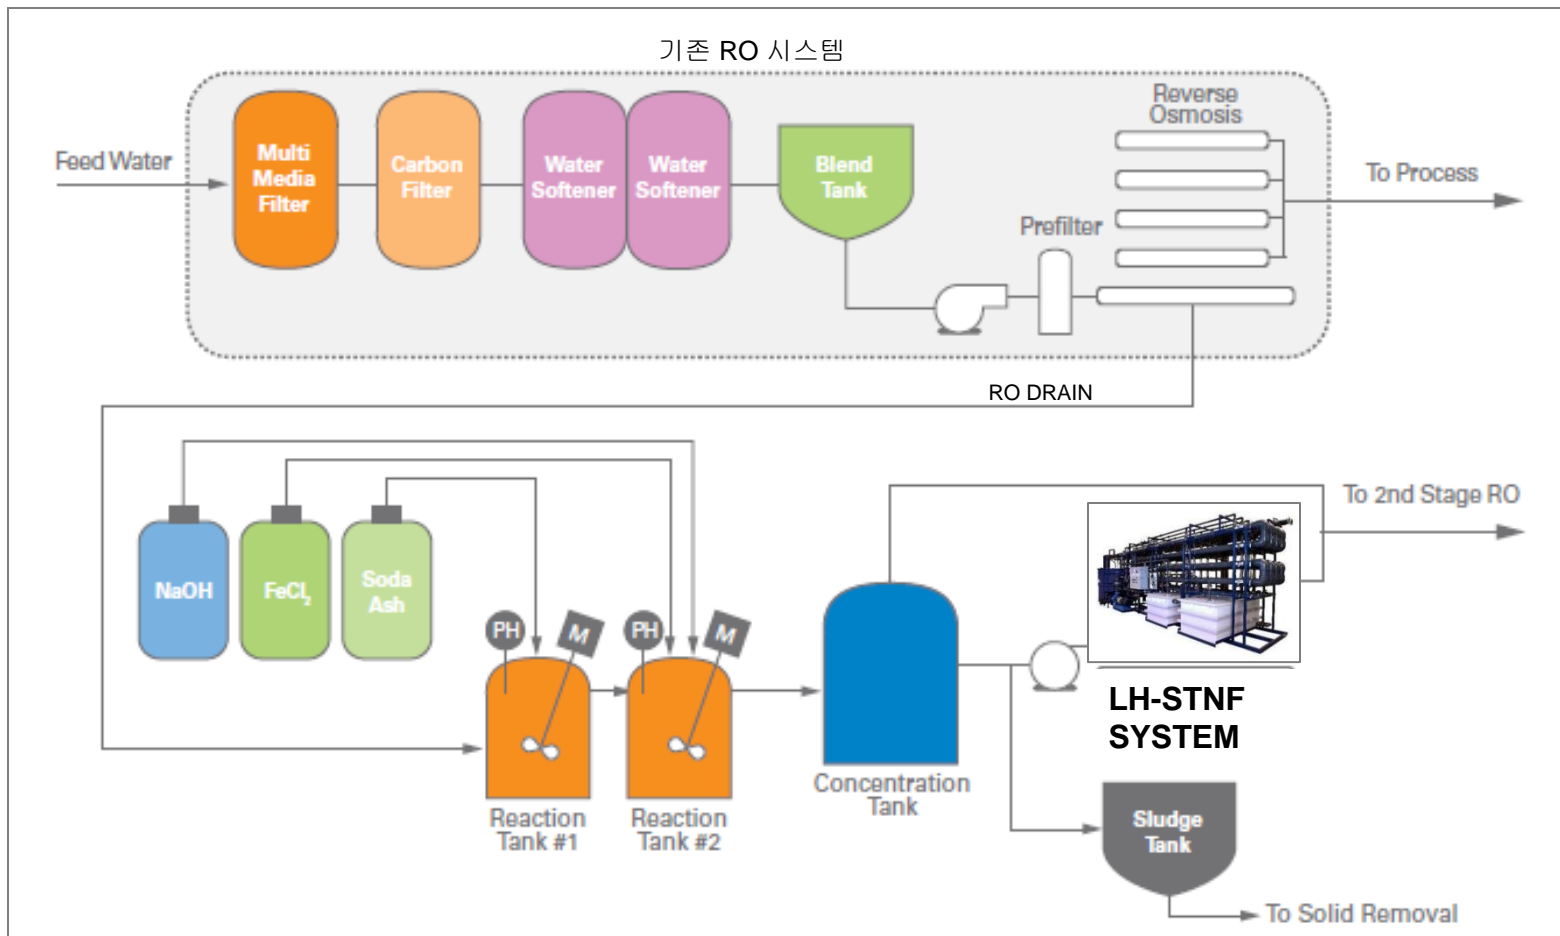 기존 RO 시스템
Reverse
Osmosis
Feed Water
Multi
Media
Filter
Carbon
Filter
Water
Softener
Water
Softener
Blend
Tank
Prefilter
To Process
RO DRAIN
NaOH
FeCl₂
Soda
Ash
PH
M
PH
M
Reaction
Tank #1
Reaction
Tank #2
Concentration
Tank
To 2nd Stage RO
LH-STNF
SYSTEM
Sludge
Tank
To Solid Removal